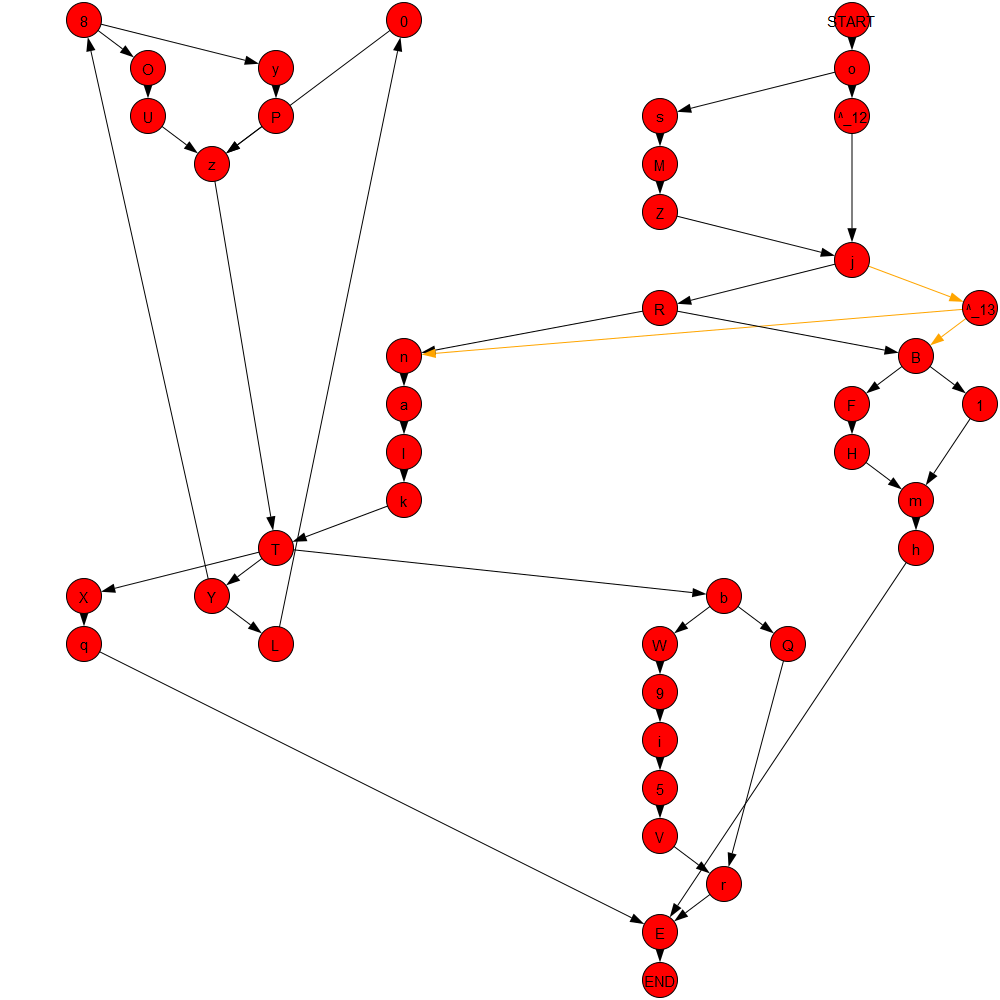 8
0
START
O
y
o
U
P
s
^_12
z
M
Z
j
R
^_13
n
B
a
F
1
l
H
k
m
T
h
X
Y
b
q
L
W
Q
9
i
5
V
r
E
END